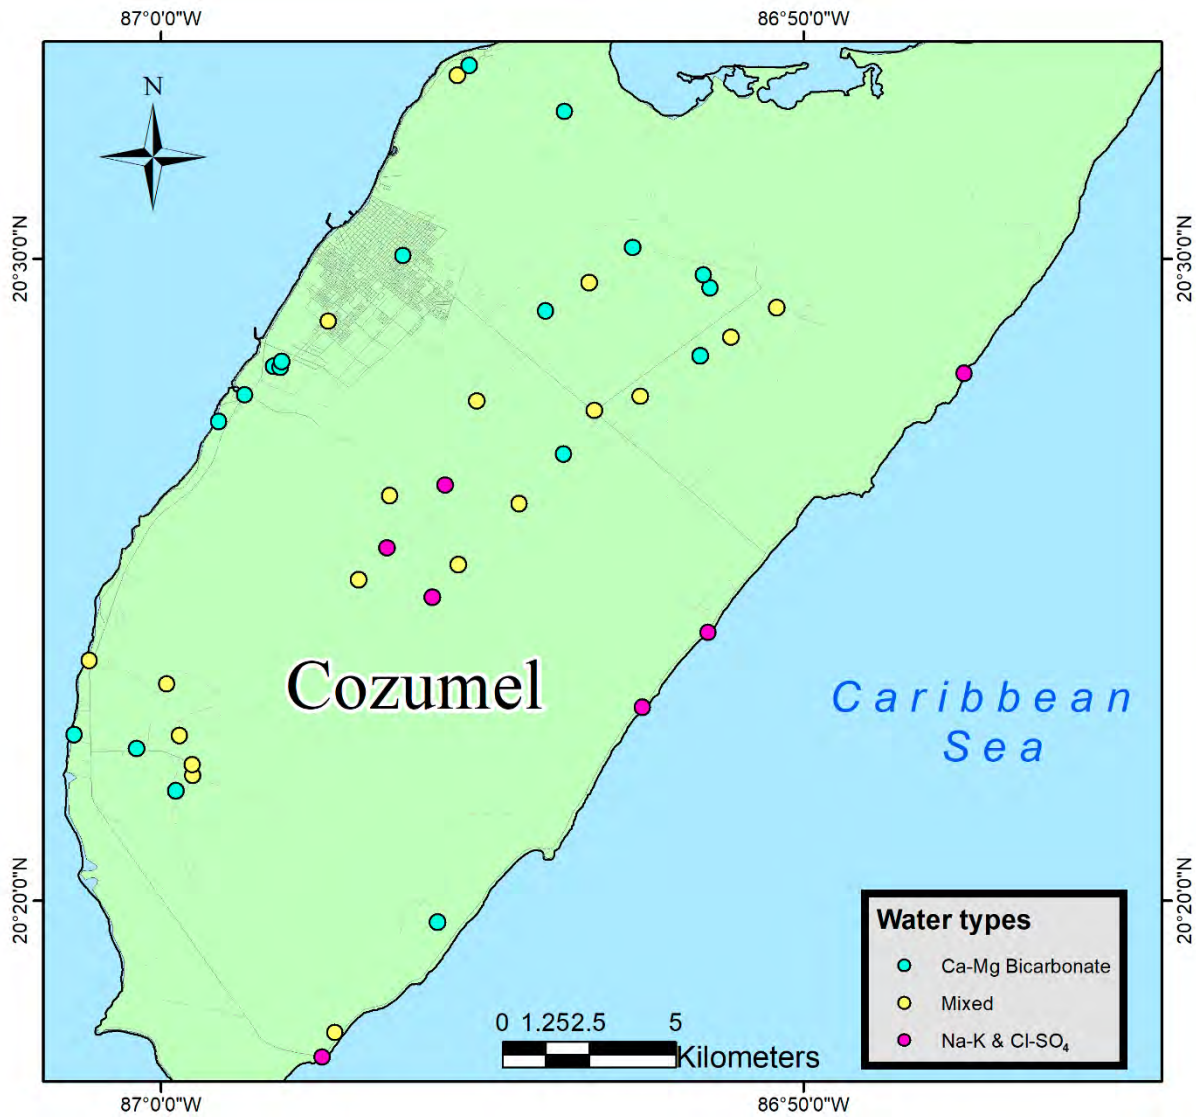 87°0'0"W
86°50'0"W
N
20°30'0"N
20°30'0"N
Cozumel
Caribbean
Sea
20°20'0"N
20°20'0"N
Water types
Ca-Mg Bicarbonate
Mixed
Na-K & Cl-SO₄
0 1.252.5 5
Kilometers
87°0'0"W
86°50'0"W